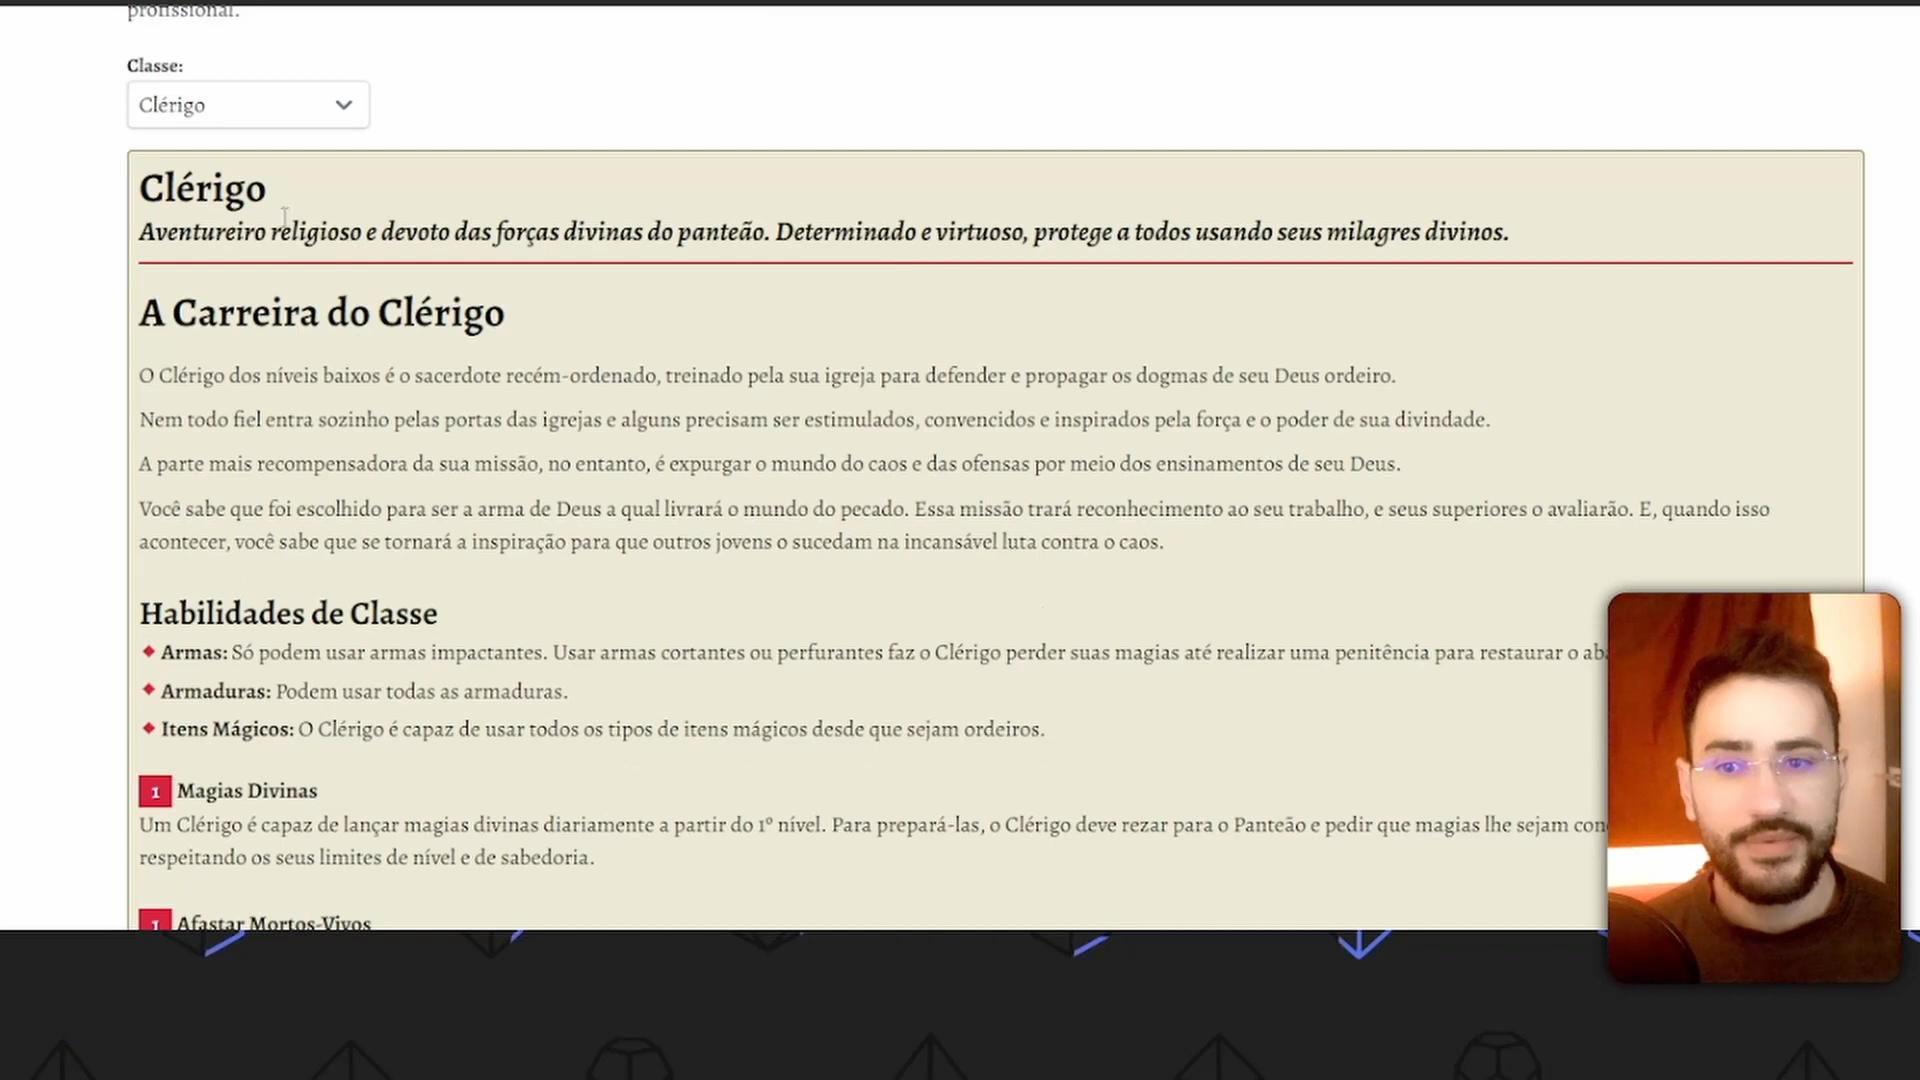 profissional.
Classe:
Clérigo
Clérigo
Aventureiro religioso e devoto das forças divinas do panteão. Determinado e virtuoso, protege a todos usando seus milagres divinos.
A Carreira do Clérigo
O Clérigo dos níveis baixos é o sacerdote recém-ordenado, treinado pela sua igreja para defender e propagar os dogmas de seu Deus ordeiro.
Nem todo fiel entra sozinho pelas portas das igrejas e alguns precisam ser estimulados, convencidos e inspirados pela força e o poder de sua divindade.
A parte mais recompensadora da sua missão, no entanto, é expurgar o mundo do caos e das ofensas por meio dos ensinamentos de seu Deus.
Você sabe que foi escolhido para ser a arma de Deus a qual livrará o mundo do pecado. Essa missão trará reconhecimento ao seu trabalho, e seus superiores o avaliarão. E, quando isso
acontecer, você sabe que se tornará a inspiração para que outros jovens o sucedam na incansável luta contra o caos.
Habilidades de Classe
Armas: Só podem usar armas impactantes. Usar armas cortantes ou perfurantes faz o Clérigo perder suas magias até realizar uma penitência para restaurar o
Armaduras: Podem usar todas as armaduras.
Itens Mágicos: O Clérigo é capaz de usar todos os tipos de itens mágicos desde que sejam ordeiros.
1 Magias Divinas
Um Clérigo é capaz de lançar magias divinas diariamente a partir do 1º nível. Para prepará-las, o Clérigo deve rezar para o Panteão e pedir que magias lhe sejam
respeitando os seus limites de nível e de sabedoria.
1 Afastar Mortos-Vivos